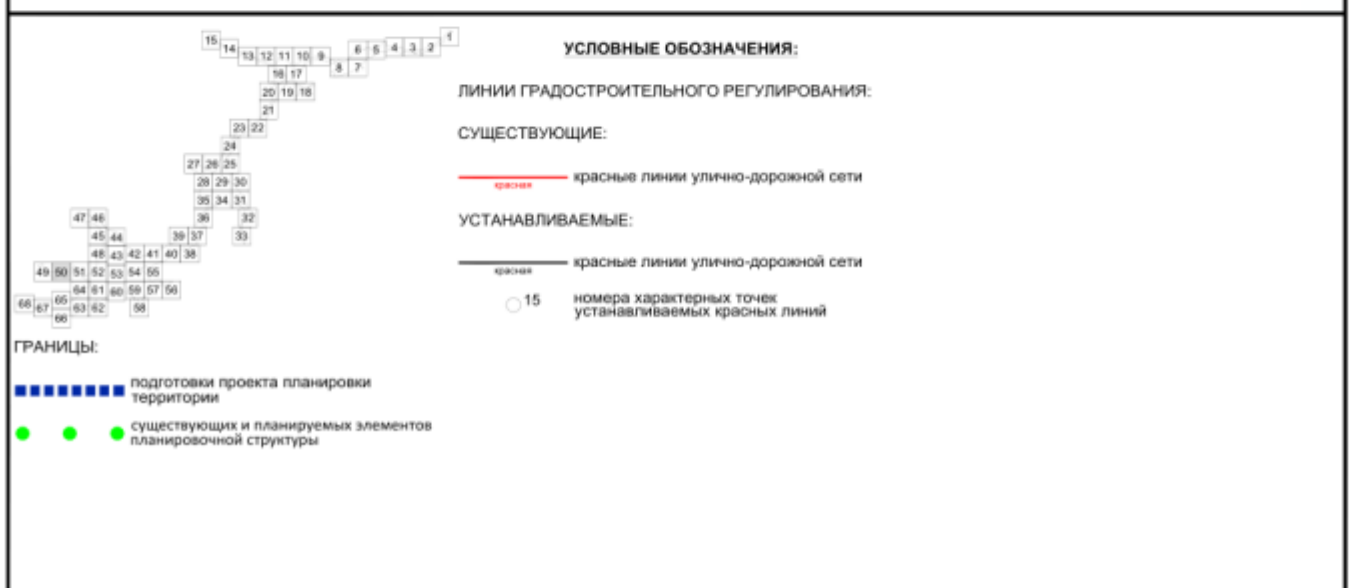 1
15 14 13 12 11 10 9 8 7 6 5 4 3 2
16 17
20 19 18
21
23 22
24
27 26 25
28 29 30
35 34 31
47 46 36 32
45 44 39 37 33
48 43 42 41 40 38
49 50 51 52 53 54 55
64 61 60 59 57 56
68 67 65 63 62 58
66
УСЛОВНЫЕ ОБОЗНАЧЕНИЯ:
ЛИНИИ ГРАДОСТРОИТЕЛЬНОГО РЕГУЛИРОВАНИЯ:
СУЩЕСТВУЮЩИЕ:
красная красные линии улично-дорожной сети
УСТАНАВЛИВАЕМЫЕ:
красная красные линии улично-дорожной сети
15 номера характерных точек
устанавливаемых красных линий
ГРАНИЦЫ:
подготовки проекта планировки
территории
существующих и планируемых элементов
планировочной структуры